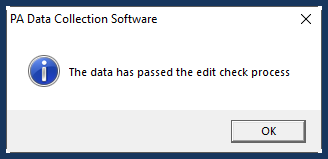 PA Data Collection Software
The data has passed the edit check process
OK